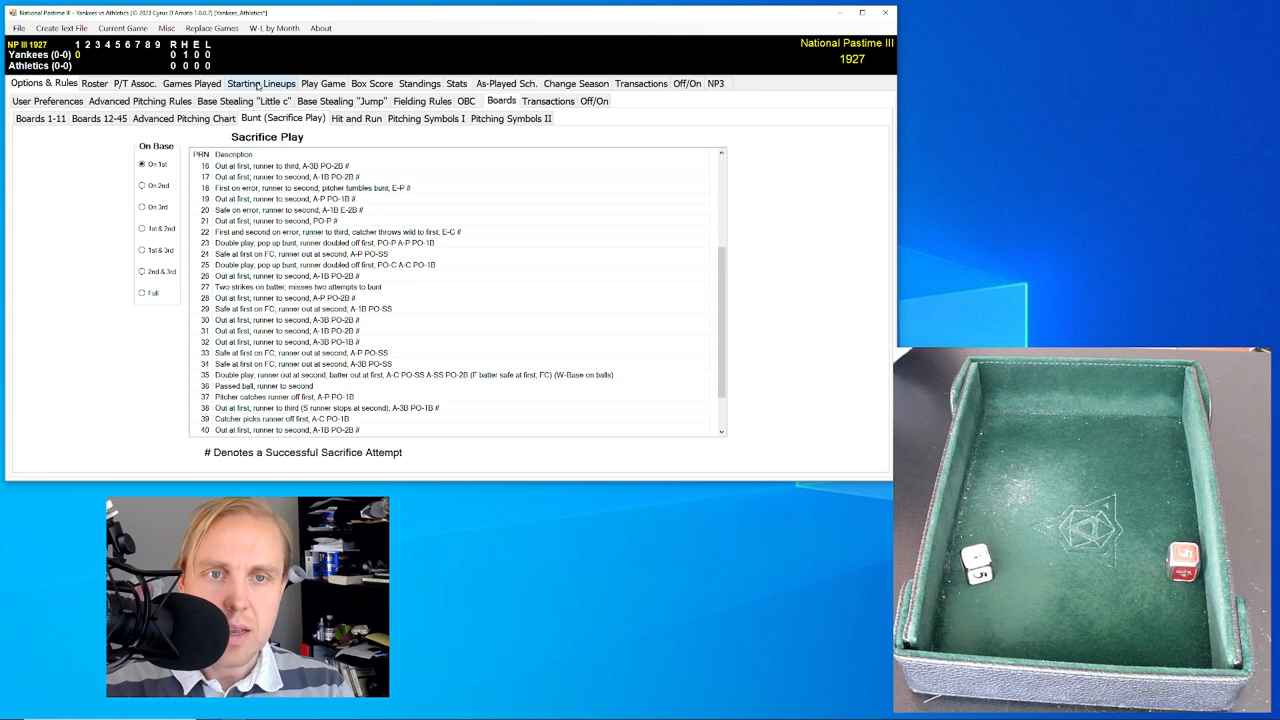 National Pastime III - Yankees vs Athletics (© 2023 Cyrus D'Amato 1.0.0.7) [Yankees_Athletics*]
File Create Text File Current Game Misc Replace Games W-L by Month About
NP III 1927 1 2 3 4 5 6 7 8 9 R H E L
Yankees (0-0) 0 0 1 0 0
Athletics (0-0) 0 0 0 0
National Pastime III
1927
Options & Rules Roster P/T Assoc. Games Played Starting Lineups Play Game Box Score Standings Stats As-Played Sch. Change Season Transactions Off/On NP3
User Preferences Advanced Pitching Rules Base Stealing "Little c" Base Stealing "Jump" Fielding Rules OBC Boards Transactions Off/On
Boards 1-11 Boards 12-45 Advanced Pitching Chart Bunt (Sacrifice Play) Hit and Run Pitching Symbols I Pitching Symbols II
Sacrifice Play
On Base
On 1st
On 2nd
On 3rd
1st & 2nd
1st & 3rd
2nd & 3rd
Full
PRN Description
16 Out at first; runner to third; A-3B PO-2B #
17 Out at first; runner to second; A-1B PO-2B #
18 First on error; runner to second; pitcher fumbles bunt; E-P #
19 Out at first; runner to second; A-P PO-1B #
20 Safe on error; runner to second; A-1B E-2B #
21 Out at first; runner to second; PO-P #
22 First and second on error; runner to third; catcher throws wild to first; E-C #
23 Double play; pop up bunt; runner doubled off first; PO-P A-P PO-1B
24 Safe at first on FC; runner out at second; A-P PO-SS
25 Double play; pop up bunt; runner doubled off first; PO-C A-C PO-1B
26 Out at first; runner to second; A-1B PO-2B #
27 Two strikes on batter, misses two attempts to bunt
28 Out at first; runner to second; A-P PO-2B #
29 Safe at first on FC; runner out at second; A-1B PO-SS
30 Out at first; runner to second; A-3B PO-2B #
31 Out at first; runner to second; A-1B PO-2B #
32 Out at first; runner to second; A-3B PO-1B #
33 Safe at first on FC; runner out at second; A-P PO-SS
34 Safe at first on FC; runner out at second; A-3B PO-SS
35 Double play; runner out at second; batter out at first; A-C PO-SS A-SS PO-2B (F batter safe at first; FC) (W-Base on balls)
36 Passed ball; runner to second
37 Pitcher catches runner off first; A-P PO-1B
38 Out at first; runner to third (S runner stops at second); A-3B PO-1B #
39 Catcher picks runner off first; A-C PO-1B
40 Out at first; runner to second; A-1B PO-2B #
# Denotes a Successful Sacrifice Attempt
5
5